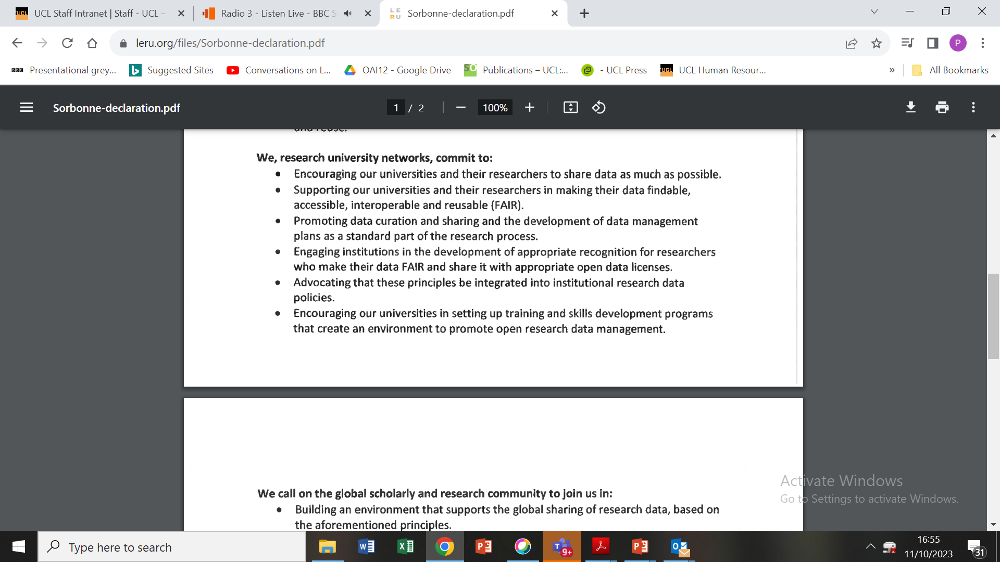 UCL Staff Intranet | Staff - UCL –
Radio 3 - Listen Live - BBC S
LE RU
Sorbonne-declaration.pdf
leru.org/files/Sorbonne-declaration.pdf
P
BBC Presentational grey...
Suggested Sites
Conversations on L...
OAI12 - Google Drive
Publications – UCL:...
- UCL Press
UCL UCL Human Resour...
» All Bookmarks
Sorbonne-declaration.pdf
1 / 2
100%
and reuse.
We, research university networks, commit to:
• Encouraging our universities and their researchers to share data as much as possible.
• Supporting our universities and their researchers in making their data findable,
accessible, interoperable and reusable (FAIR).
• Promoting data curation and sharing and the development of data management
plans as a standard part of the research process.
• Engaging institutions in the development of appropriate recognition for researchers
who make their data FAIR and share it with appropriate open data licenses.
• Advocating that these principles be integrated into institutional research data
policies.
• Encouraging our universities in setting up training and skills development programs
that create an environment to promote open research data management.
We call on the global scholarly and research community to join us in:
• Building an environment that supports the global sharing of research data, based on
the aforementioned principles.
Activate Windows
Go to Settings to activate Windows.
Type here to search
9+
16:55
11/10/2023
31